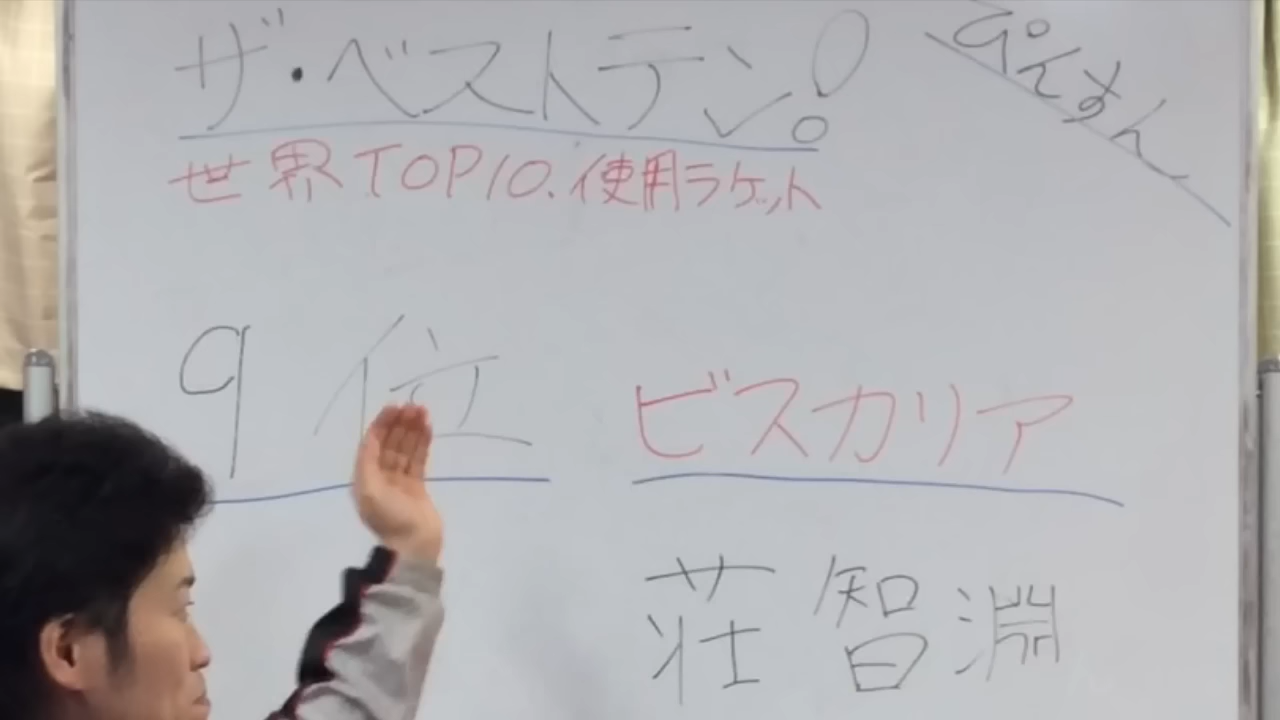 ザ・ベストテン!
ぴんすん
世界TOP10.使用ラケット
9位
ビスカリア
荘智淵